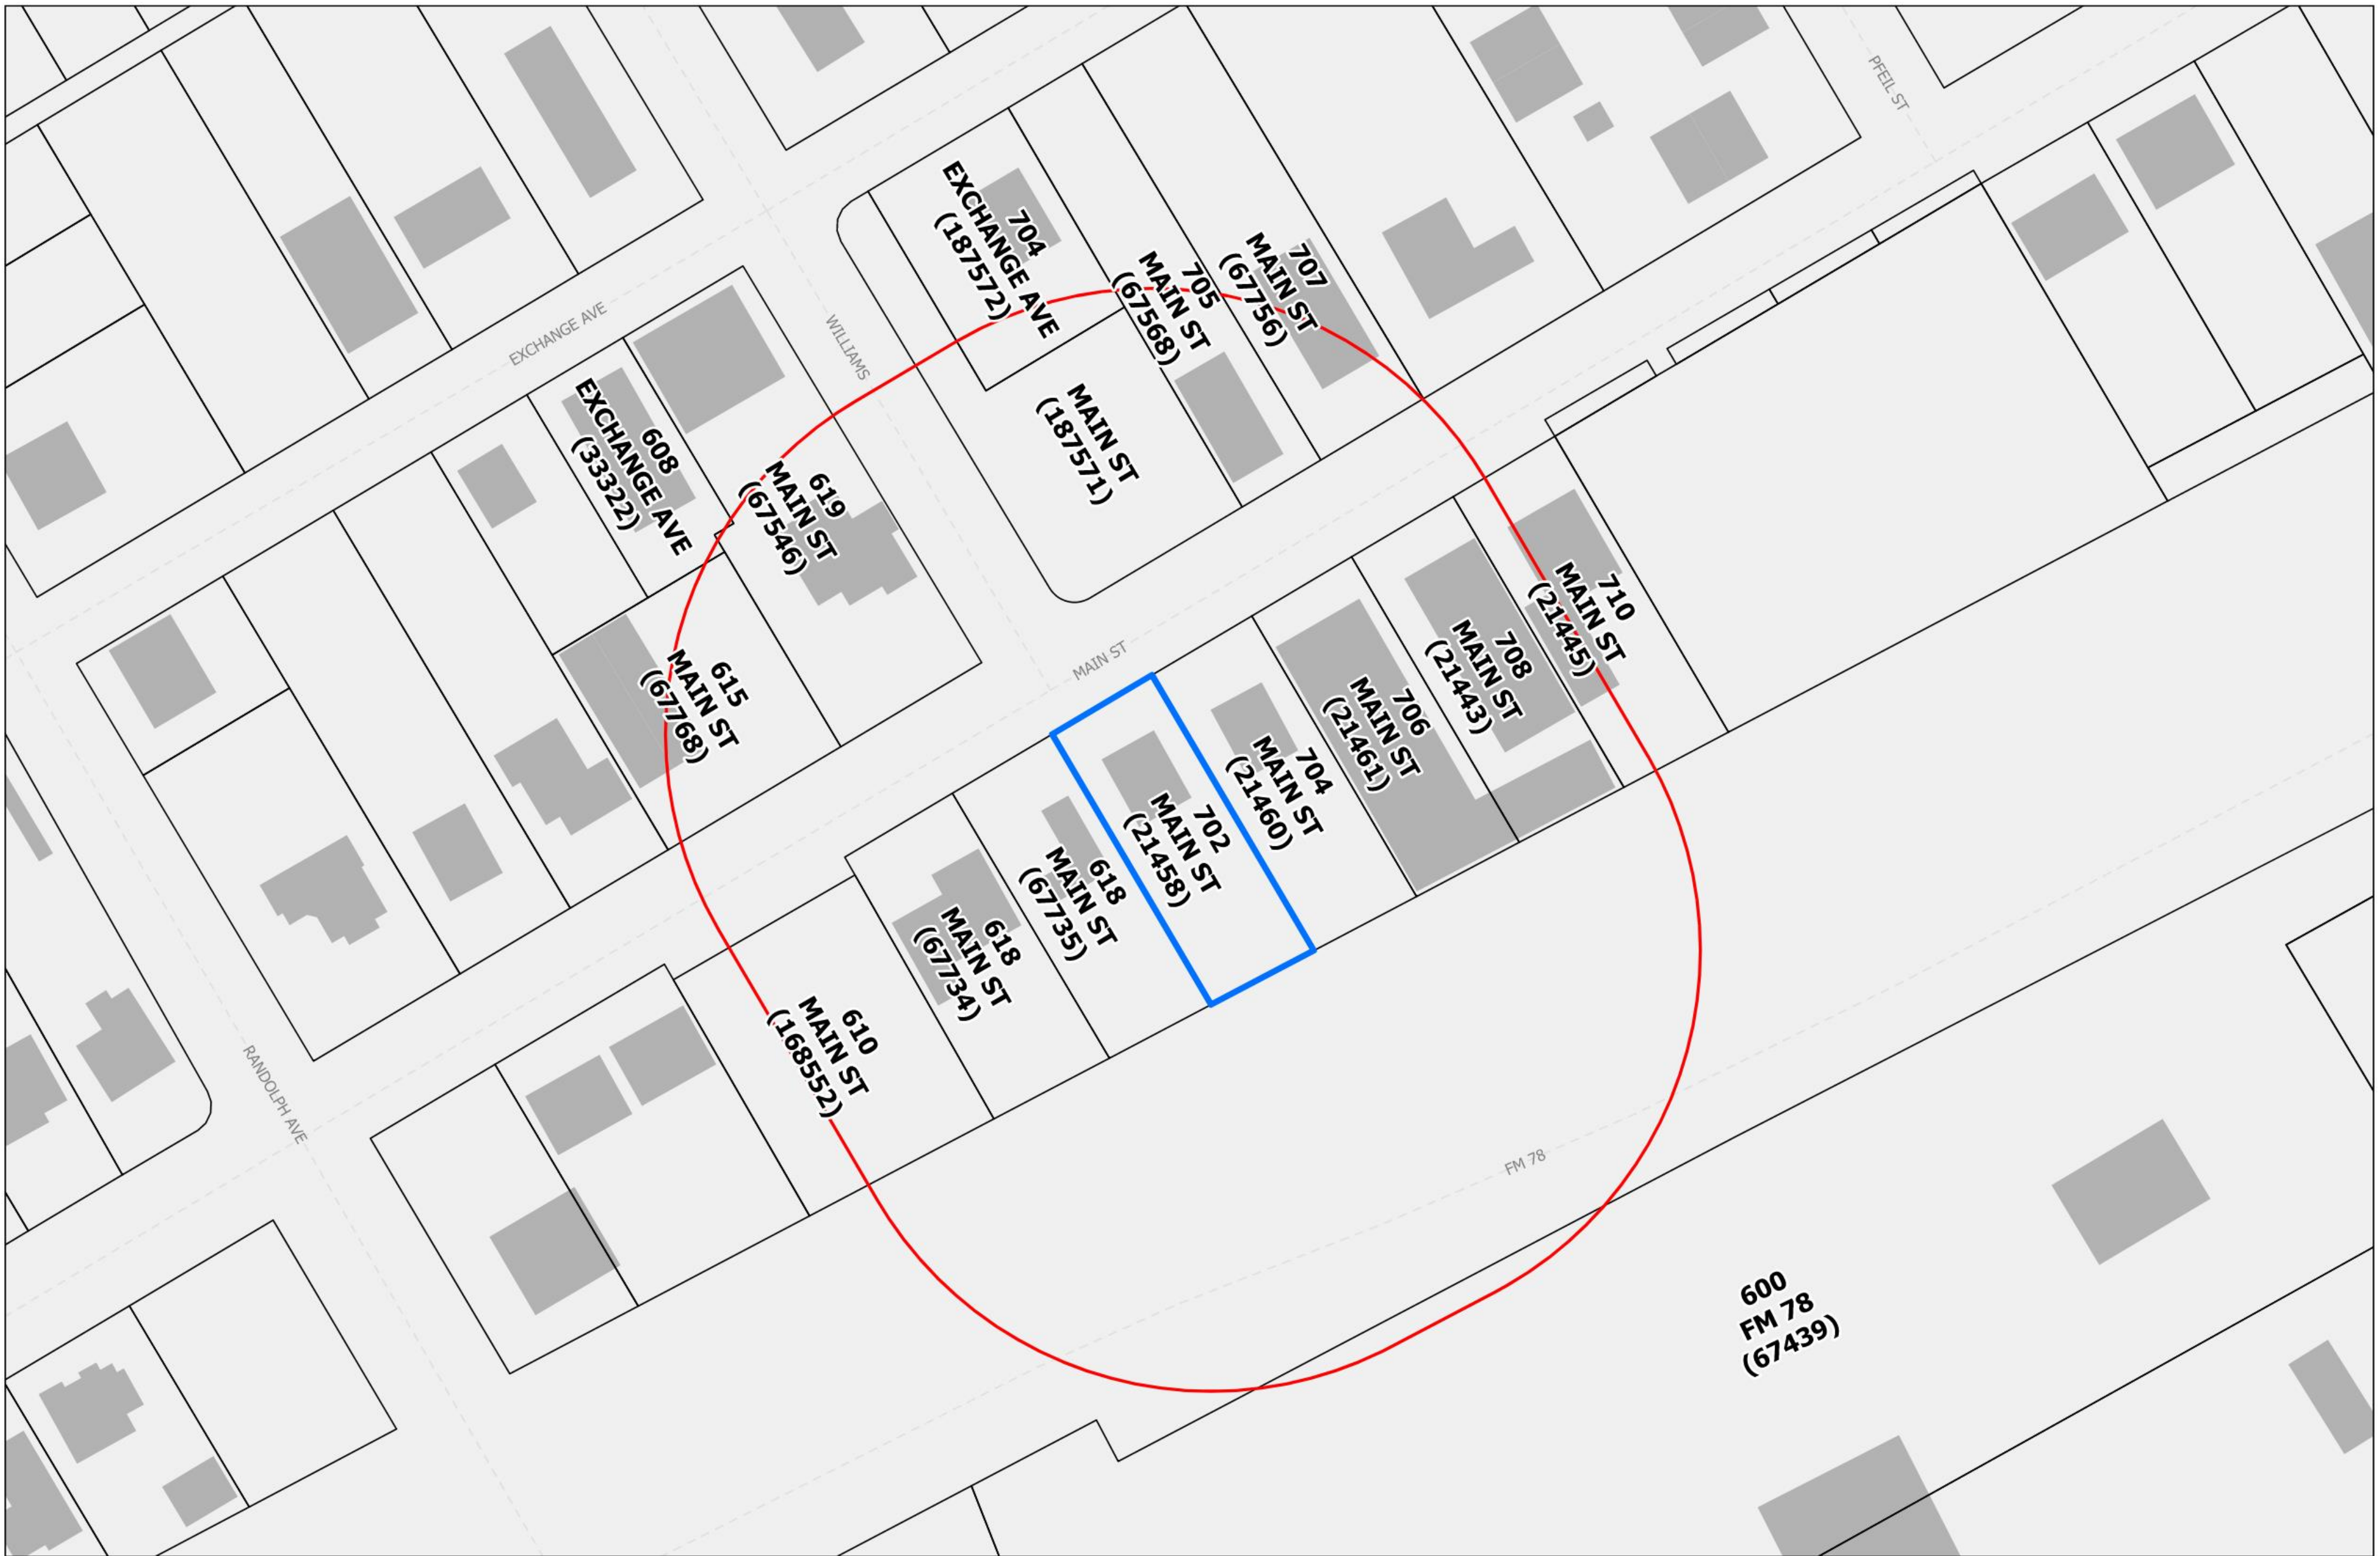 PFEIL ST
EXCHANGE AVE
WILLIAMS
704
EXCHANGE AVE
(187572)
705
MAIN ST
(67568)
707
MAIN ST
(67756)
MAIN ST
(187571)
608
EXCHANGE AVE
(33322)
619
MAIN ST
(67546)
615
MAIN ST
(67768)
MAIN ST
710
MAIN ST
(21445)
708
MAIN ST
(21443)
706
MAIN ST
(21461)
704
MAIN ST
(21460)
702
MAIN ST
(21458)
618
MAIN ST
(67735)
618
MAIN ST
(67734)
610
MAIN ST
(168552)
RANDOLPH AVE
FM 78
600
FM 78
(67439)